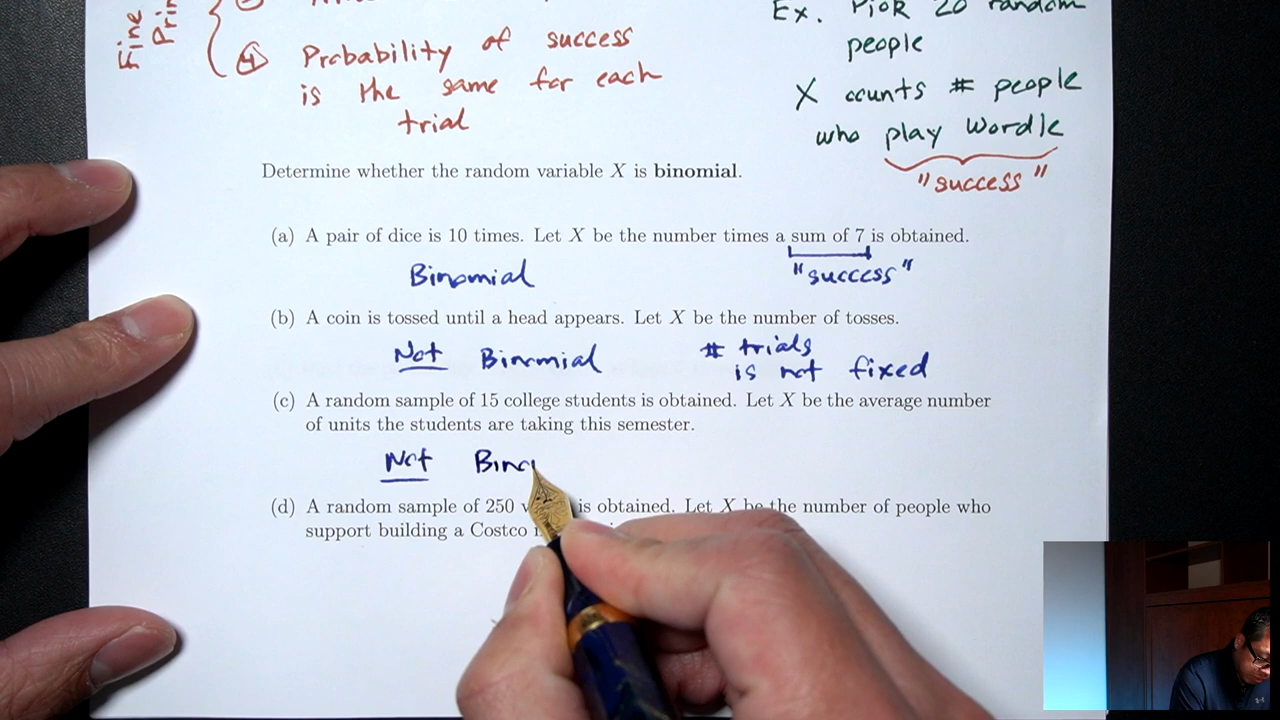 Fine
Ex. Pick 20 random
④ Probability of success
people
is the same for each
X counts # people
trial
who play Wordle
"success"
Determine whether the random variable X is binomial.
(a) A pair of dice is 10 times. Let X be the number times a sum of 7 is obtained.
Binomial "success"
(b) A coin is tossed until a head appears. Let X be the number of tosses.
Not Binomial # trials
is not fixed
(c) A random sample of 15 college students is obtained. Let X be the average number
of units the students are taking this semester.
Not
(d) A random sample of 250 is obtained. Let X be the number of people who
support building a Costco